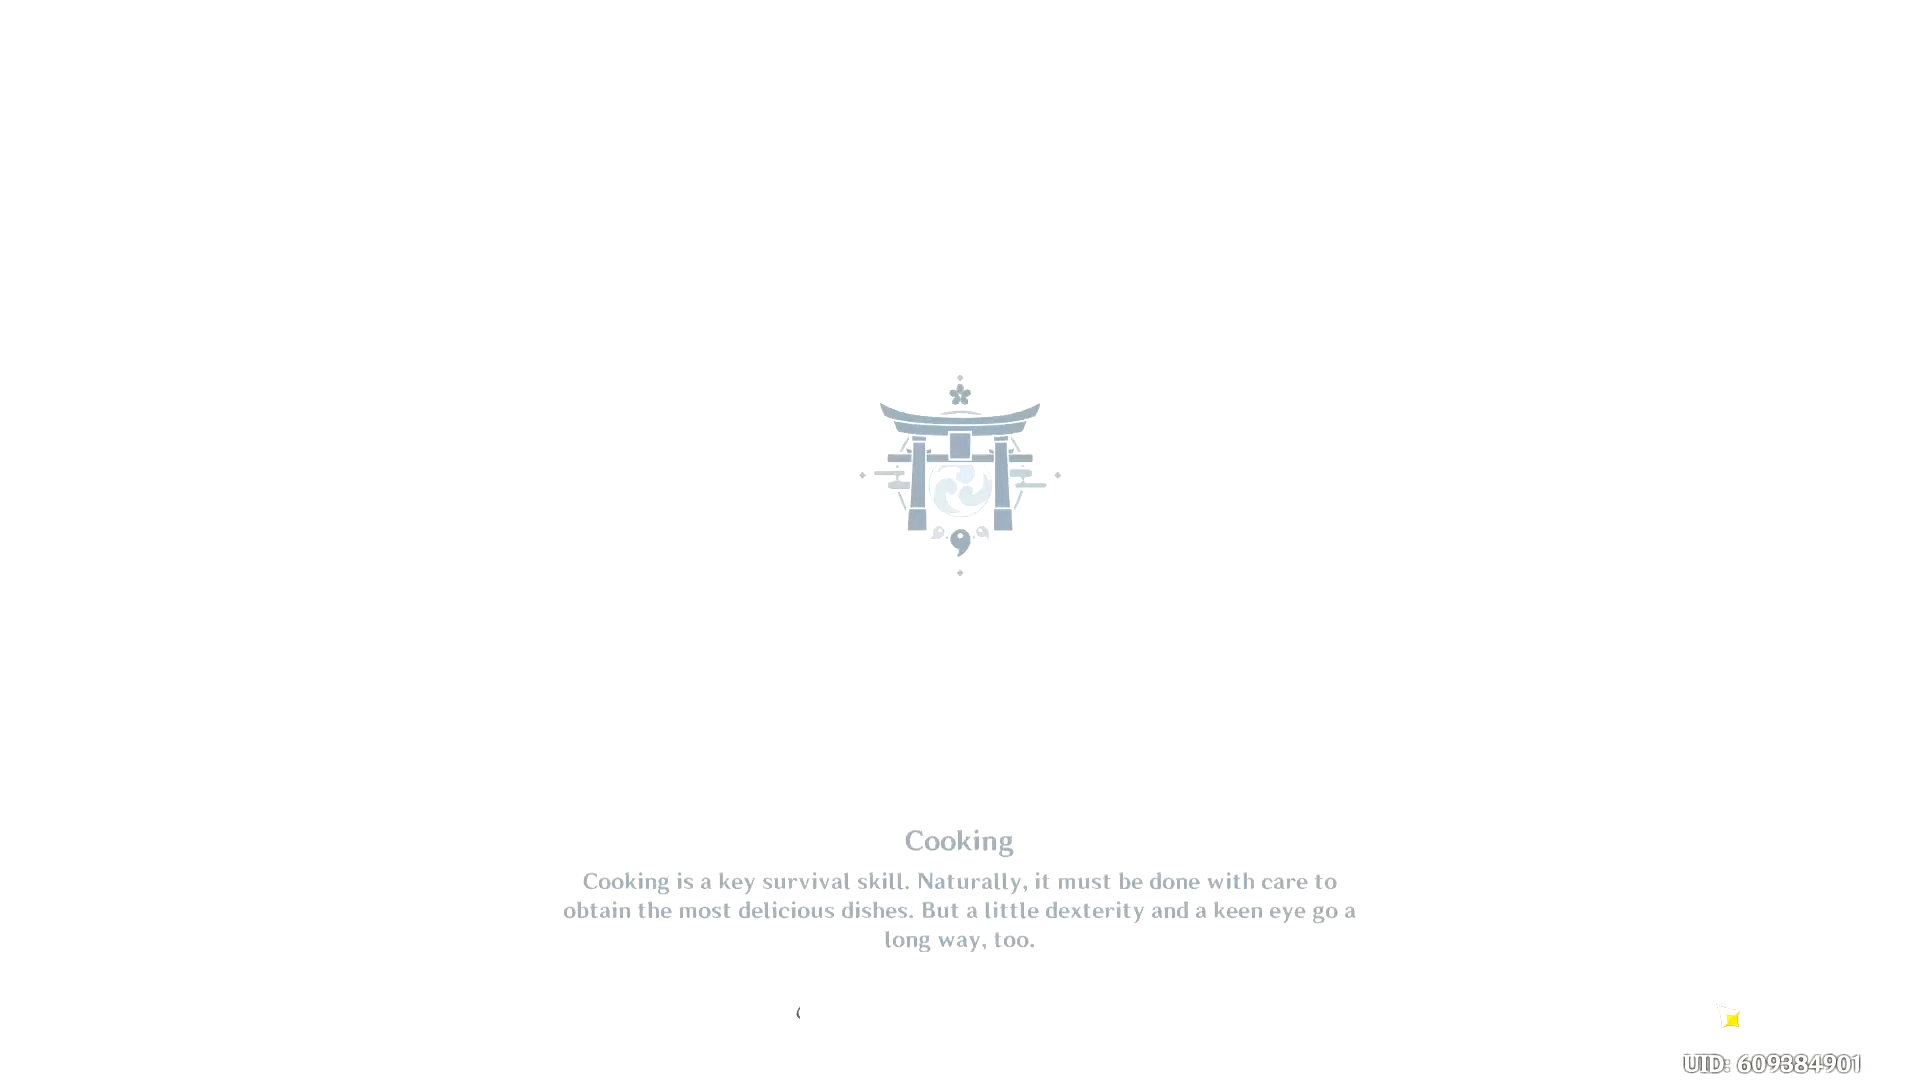 Cooking
Cooking is a key survival skill. Naturally, it must be done with care to
obtain the most delicious dishes. But a little dexterity and a keen eye go a
long way, too.
UID: 609384901